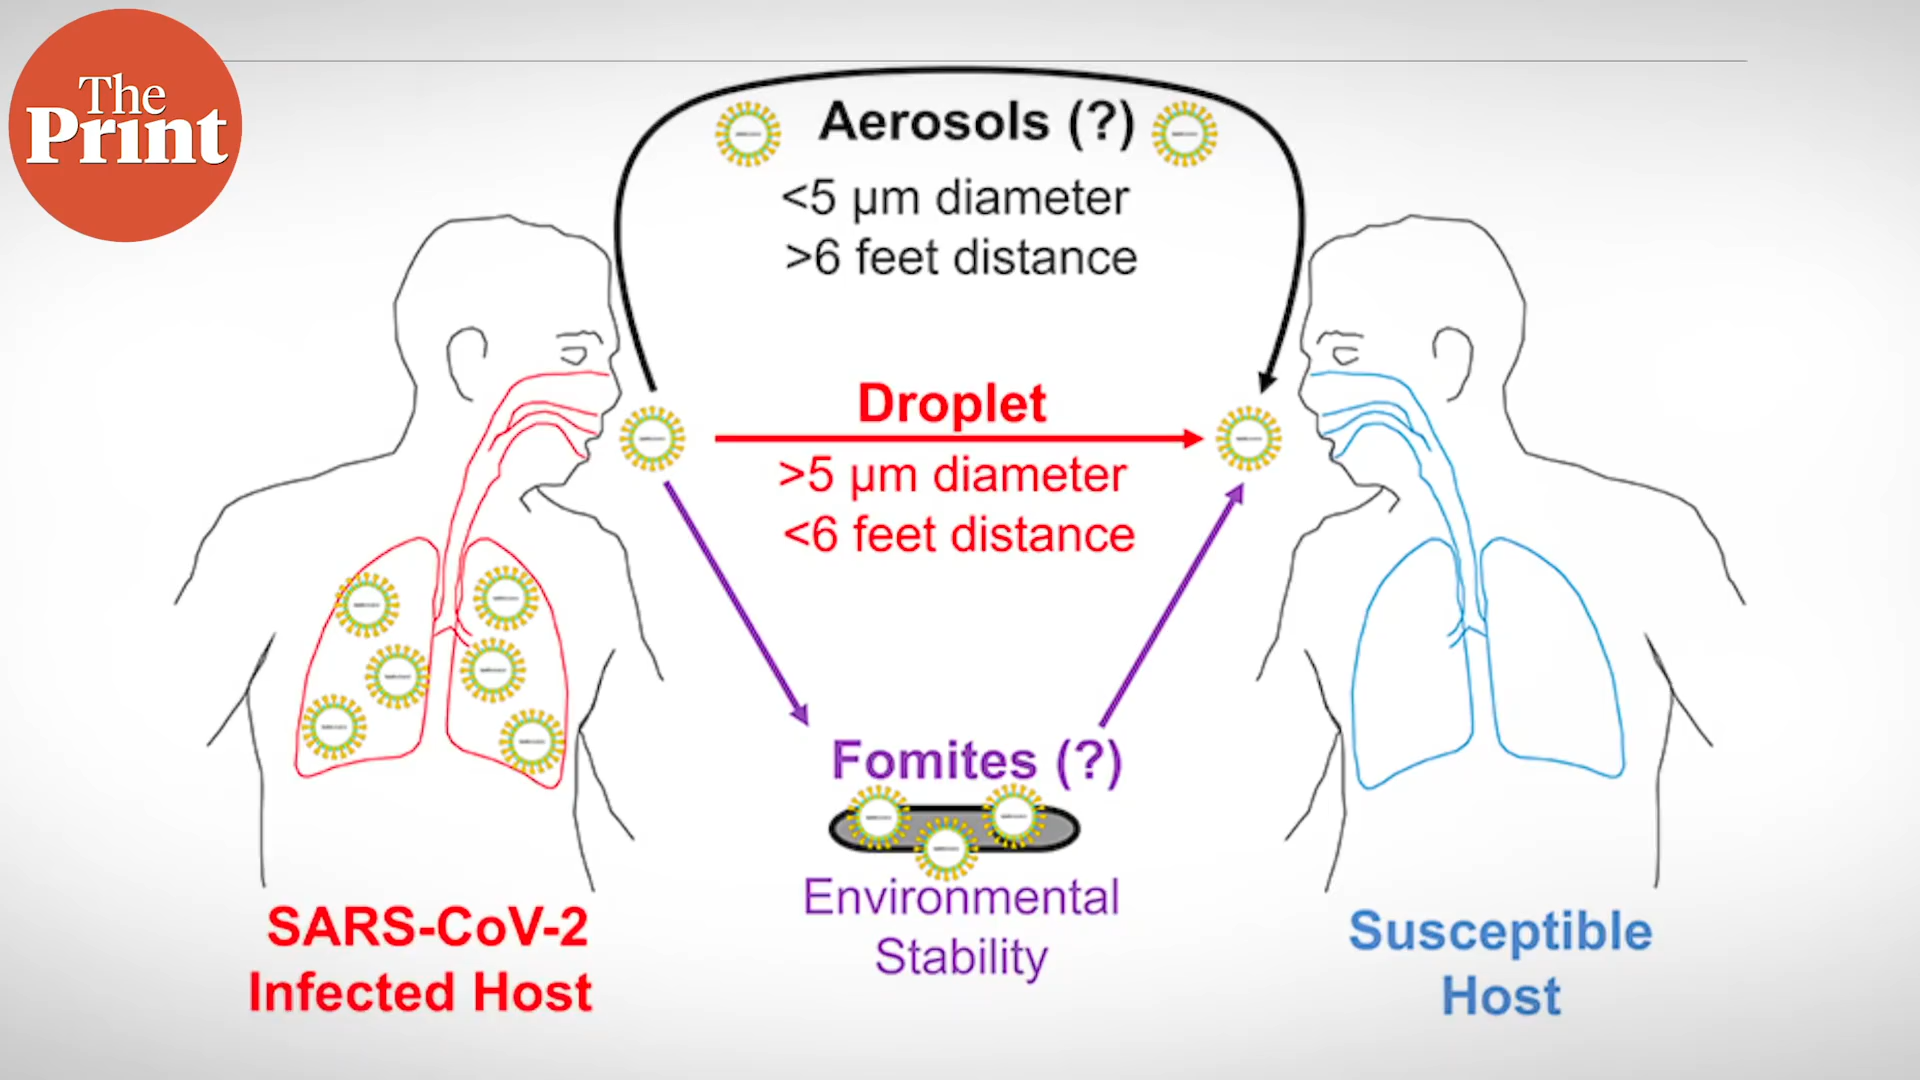 The
Print
Aerosols (?)
<5 μm diameter
>6 feet distance
Droplet
>5 μm diameter
<6 feet distance
Fomites (?)
Environmental
Stability
SARS-CoV-2
Infected Host
Susceptible
Host